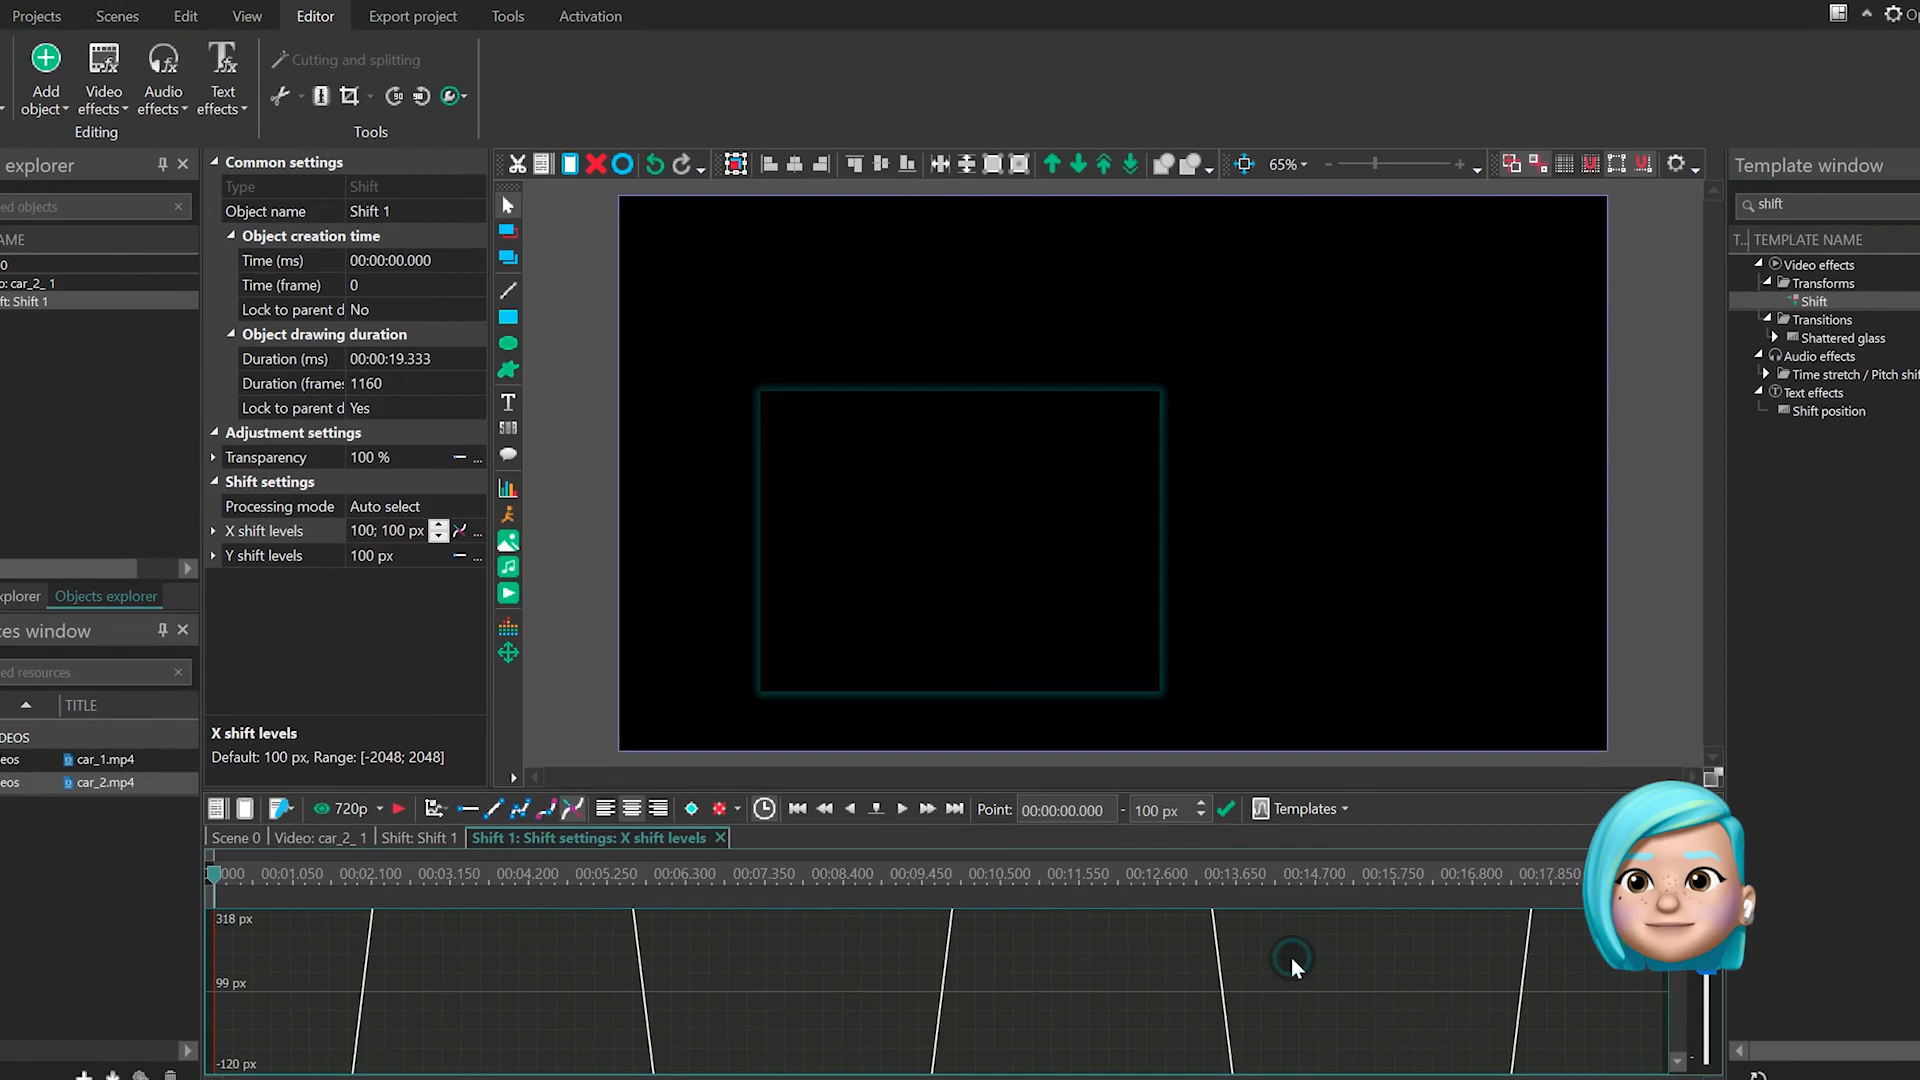 Projects
Scenes
Edit
View
Editor
Export project
Tools
Activation
Add object
Video effects
Audio effects
Text effects
Editing
Cutting and splitting
Tools
explorer
ed objects
AME
0
o: car_2_ 1
ft: Shift 1
xplorer
Objects explorer
ces window
ed resources
TITLE
DEOS
eos car_1.mp4
eos car_2.mp4
Common settings
Type Shift
Object name Shift 1
Object creation time
Time (ms) 00:00:00.000
Time (frame) 0
Lock to parent d No
Object drawing duration
Duration (ms) 00:00:19.333
Duration (frames 1160
Lock to parent d Yes
Adjustment settings
Transparency 100 % ...
Shift settings
Processing mode Auto select
X shift levels 100; 100 px ...
Y shift levels 100 px ...
X shift levels
Default: 100 px, Range: [-2048; 2048]
65%
Template window
shift
T... TEMPLATE NAME
Video effects
Transforms
Shift
Transitions
Shattered glass
Audio effects
Time stretch / Pitch shif
Text effects
Shift position
720p
Point: 00:00:00.000 - 100 px
Templates
Scene 0
Video: car_2_ 1
Shift: Shift 1
Shift 1: Shift settings: X shift levels
000 00:01.050 00:02.100 00:03.150 00:04.200 00:05.250 00:06.300 00:07.350 00:08.400 00:09.450 00:10.500 00:11.550 00:12.600 00:13.650 00:14.700 00:15.750 00:16.800 00:17.850
318 px
99 px
-120 px